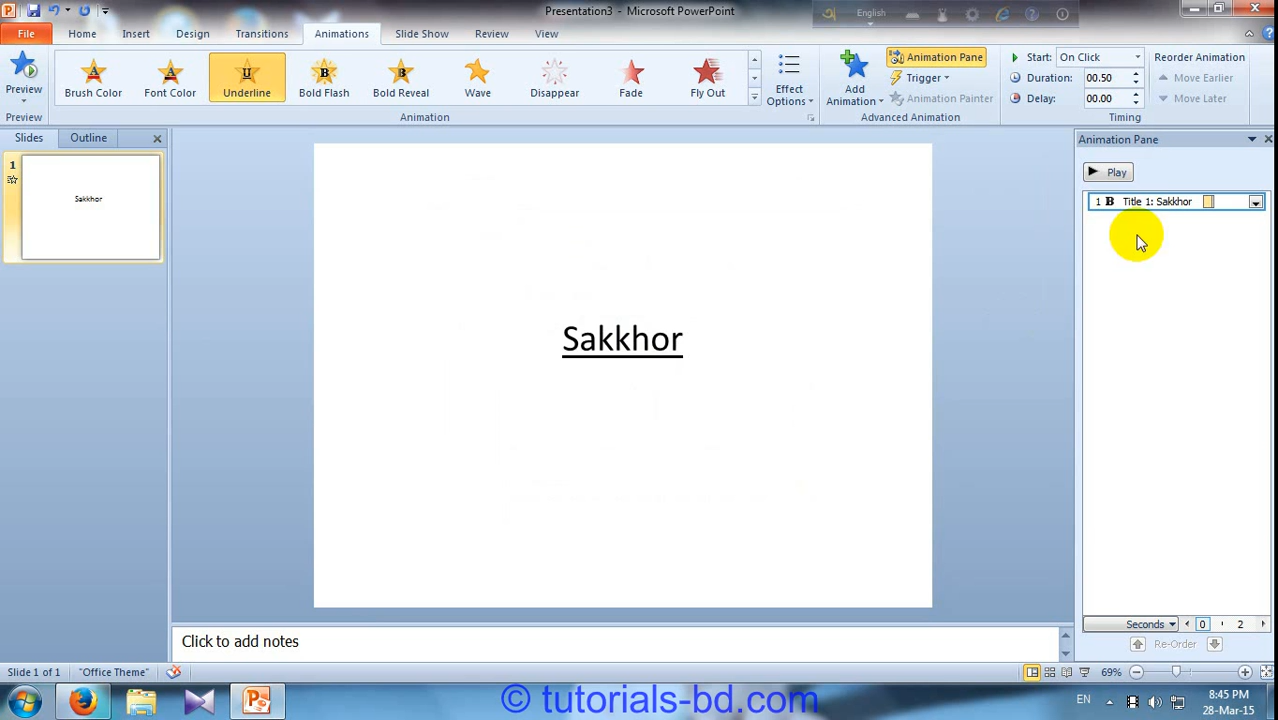 Presentation3 - Microsoft PowerPoint
English
File Home Insert Design Transitions Animations Slide Show Review View
Preview
Brush Color Font Color Underline Bold Flash Bold Reveal Wave Disappear Fade Fly Out
Effect Options
Add Animation
Animation Pane
Trigger
Animation Painter
Start: On Click
Duration: 00.50
Delay: 00.00
Reorder Animation
Move Earlier
Move Later
Preview Animation Advanced Animation Timing
Slides Outline
1
Sakkhor
Sakkhor
Animation Pane
Play
1 B Title 1: Sakkhor
Seconds 0 2
Re-Order
Click to add notes
Slide 1 of 1 "Office Theme" 69%
© tutorials-bd.com
EN
8:45 PM
28-Mar-15